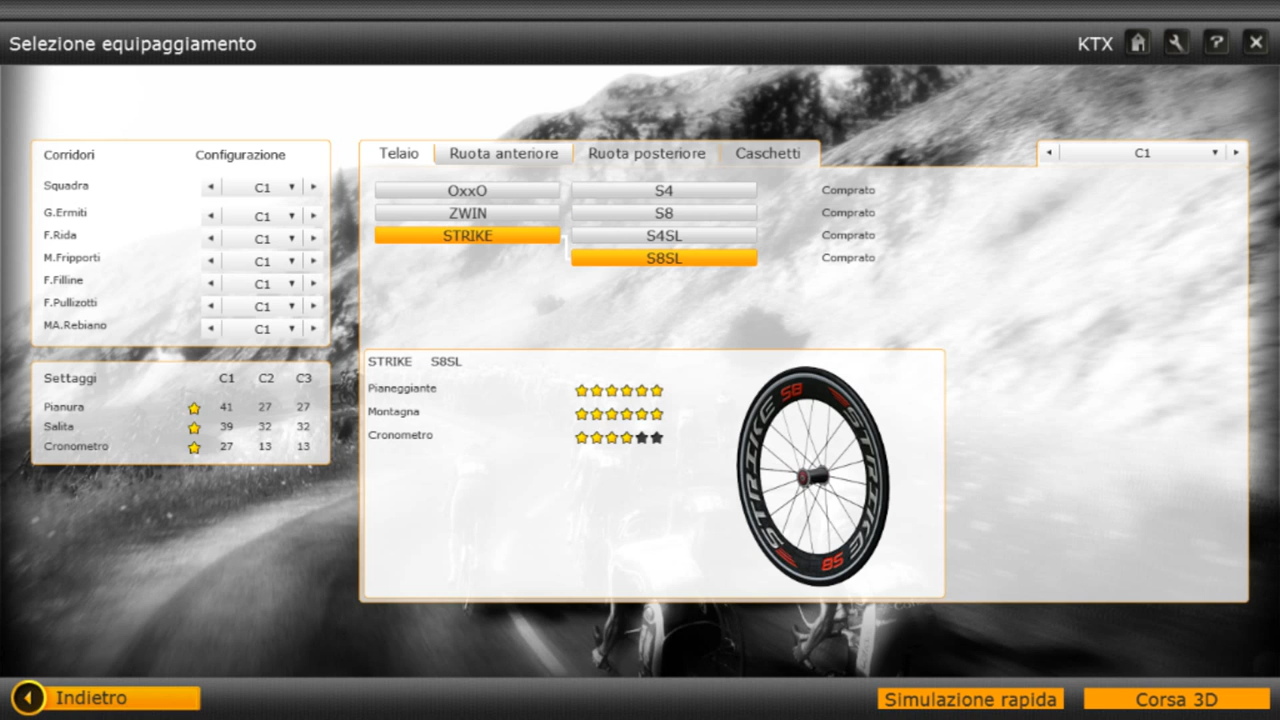 Selezione equipaggiamento
KTX
Corridori Configurazione
Squadra C1
G.Ermiti C1
F.Rida C1
M.Fripporti C1
F.Filline C1
F.Pullizotti C1
MA.Rebiano C1
Settaggi C1 C2 C3
Pianura 41 27 27
Salita 39 32 32
Cronometro 27 13 13
Telaio Ruota anteriore Ruota posteriore Caschetti C1
OxxO S4 Comprato
ZWIN S8 Comprato
STRIKE S4SL Comprato
S8SL Comprato
STRIKE S8SL
Pianeggiante
Montagna
Cronometro
STRIKE S8 STRIKE S8
Indietro
Simulazione rapida
Corsa 3D